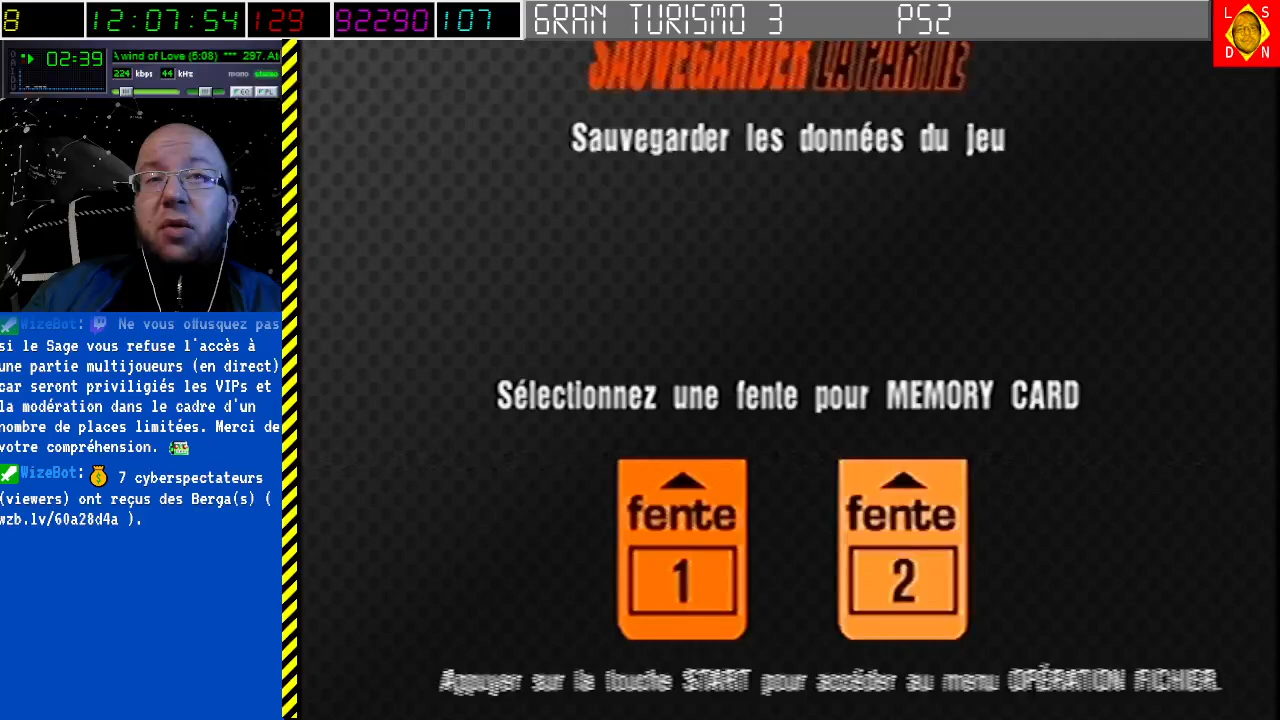 8 12:07:54 129 92290 107 GRAN TURISMO 3 PS2
L S
D N
02:39 wind of Love (5:08) *** 297. At
224 kbps 44 kHz mono stereo
EQ PL
SAUVEGARDER LA PARTIE
Sauvegarder les données du jeu
Sélectionnez une fente pour MEMORY CARD
fente fente
1 2
Appuyer sur la touche START pour accéder au menu OPÉRATION FICHIER.
WizeBot: Ne vous offusquez pas
si le Sage vous refuse l'accès à
une partie multijoueurs (en direct)
car seront priviligiés les VIPs et
la modération dans le cadre d'un
nombre de places limitées. Merci de
votre compréhension.
WizeBot: 7 cyberspectateurs
(viewers) ont reçus des Berga(s) (
wzb.lv/60a28d4a ).